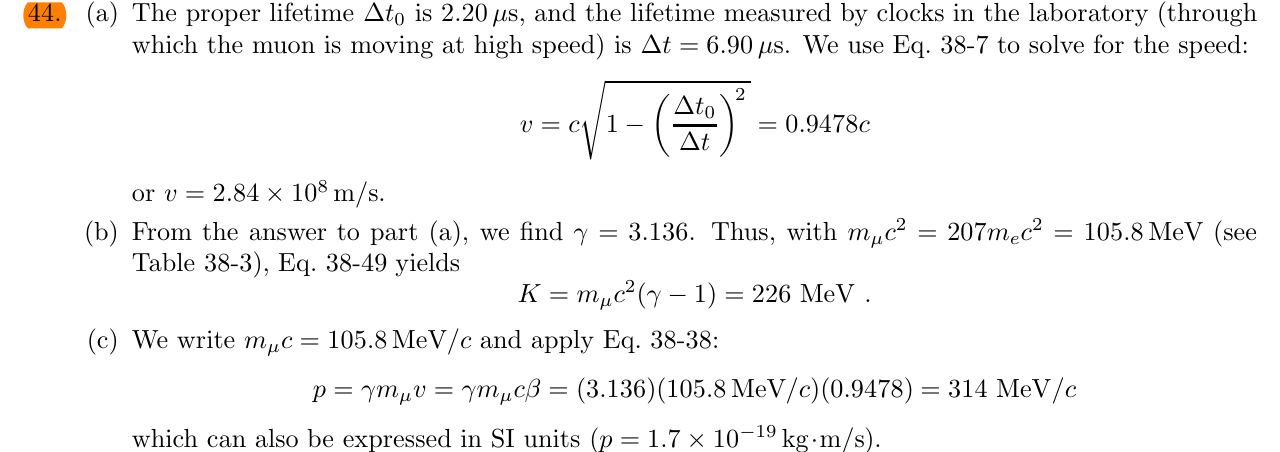 44. (a) The proper lifetime Δt₀ is 2.20 μs, and the lifetime measured by clocks in the laboratory (through
which the muon is moving at high speed) is Δt = 6.90 μs. We use Eq. 38-7 to solve for the speed:
v = c√(1 − (Δt₀/Δt)²) = 0.9478c
or v = 2.84 × 10⁸ m/s.
(b) From the answer to part (a), we find γ = 3.136. Thus, with m_μc² = 207m_ec² = 105.8 MeV (see
Table 38-3), Eq. 38-49 yields
K = m_μc²(γ − 1) = 226 MeV .
(c) We write m_μc = 105.8 MeV/c and apply Eq. 38-38:
p = γm_μv = γm_μcβ = (3.136)(105.8 MeV/c)(0.9478) = 314 MeV/c
which can also be expressed in SI units (p = 1.7 × 10⁻¹⁹ kg·m/s).